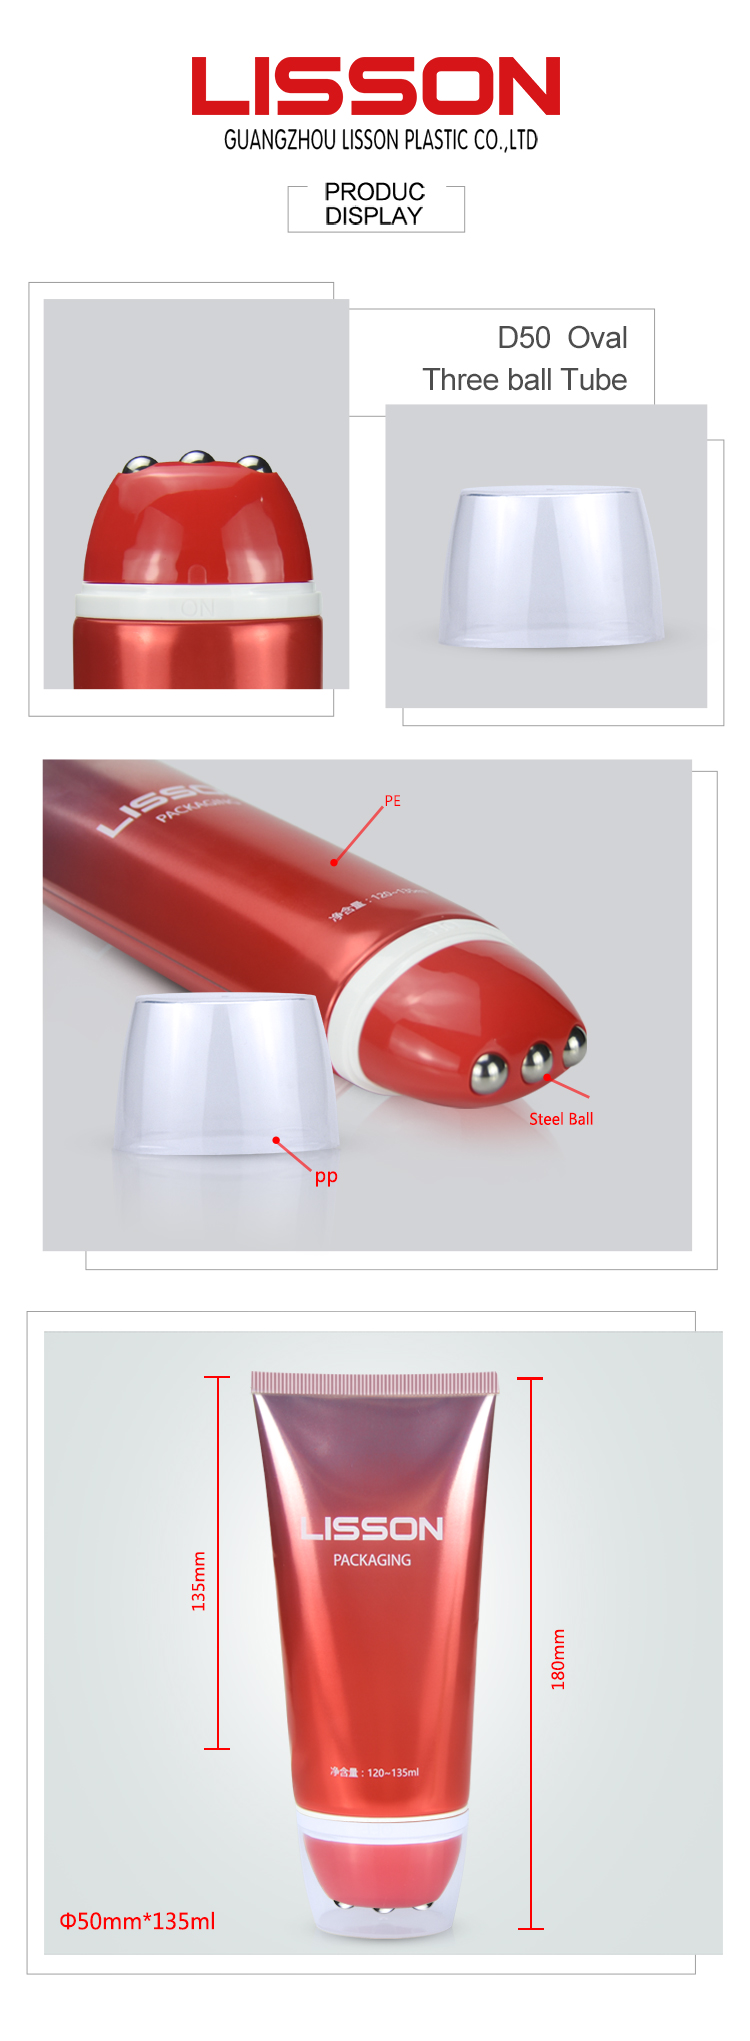 LISSON
GUANGZHOU LISSON PLASTIC CO.,LTD
PRODUC
DISPLAY
D50 Oval
Three ball Tube
ON
LISSO
PACKAGING
PE
净含量：120~135ml
Steel Ball
pp
135mm
180mm
LISSON
PACKAGING
净含量：120~135ml
Φ50mm*135ml